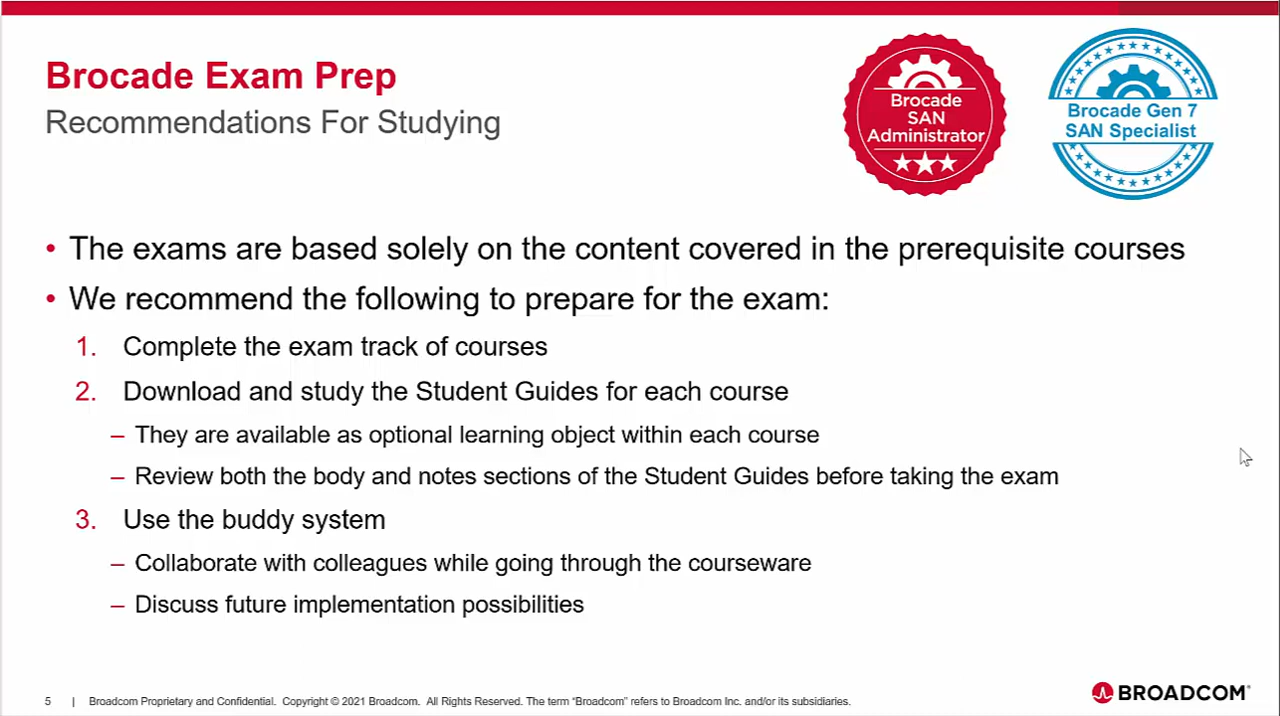 Brocade Exam Prep
Recommendations For Studying
Brocade
SAN
Administrator
Brocade Gen 7
SAN Specialist
• The exams are based solely on the content covered in the prerequisite courses
• We recommend the following to prepare for the exam:
1. Complete the exam track of courses
2. Download and study the Student Guides for each course
– They are available as optional learning object within each course
– Review both the body and notes sections of the Student Guides before taking the exam
3. Use the buddy system
– Collaborate with colleagues while going through the courseware
– Discuss future implementation possibilities
5 | Broadcom Proprietary and Confidential. Copyright © 2021 Broadcom. All Rights Reserved. The term “Broadcom” refers to Broadcom Inc. and/or its subsidiaries.
BROADCOM®